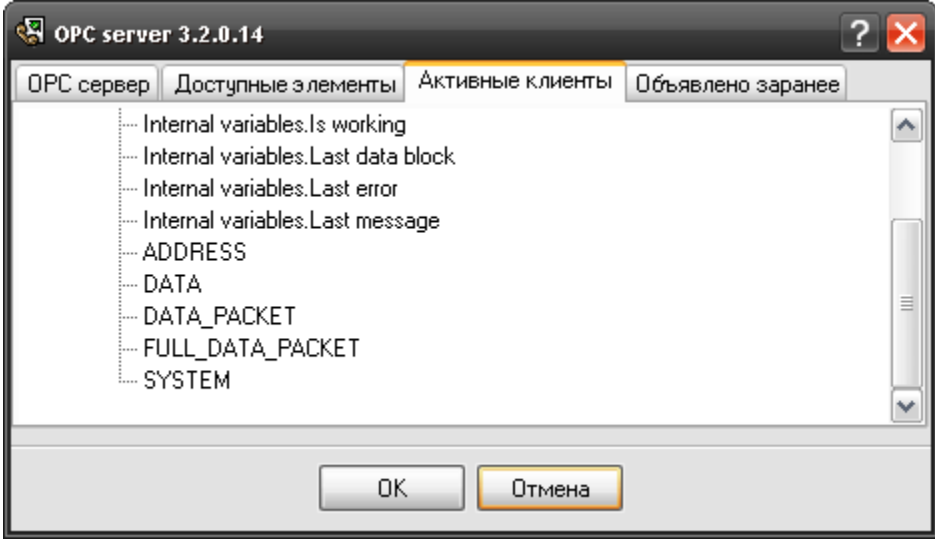 OPC server 3.2.0.14
OPC сервер
Доступные элементы
Активные клиенты
Объявлено заранее
Internal variables.Is working
Internal variables.Last data block
Internal variables.Last error
Internal variables.Last message
ADDRESS
DATA
DATA_PACKET
FULL_DATA_PACKET
SYSTEM
OK
Отмена